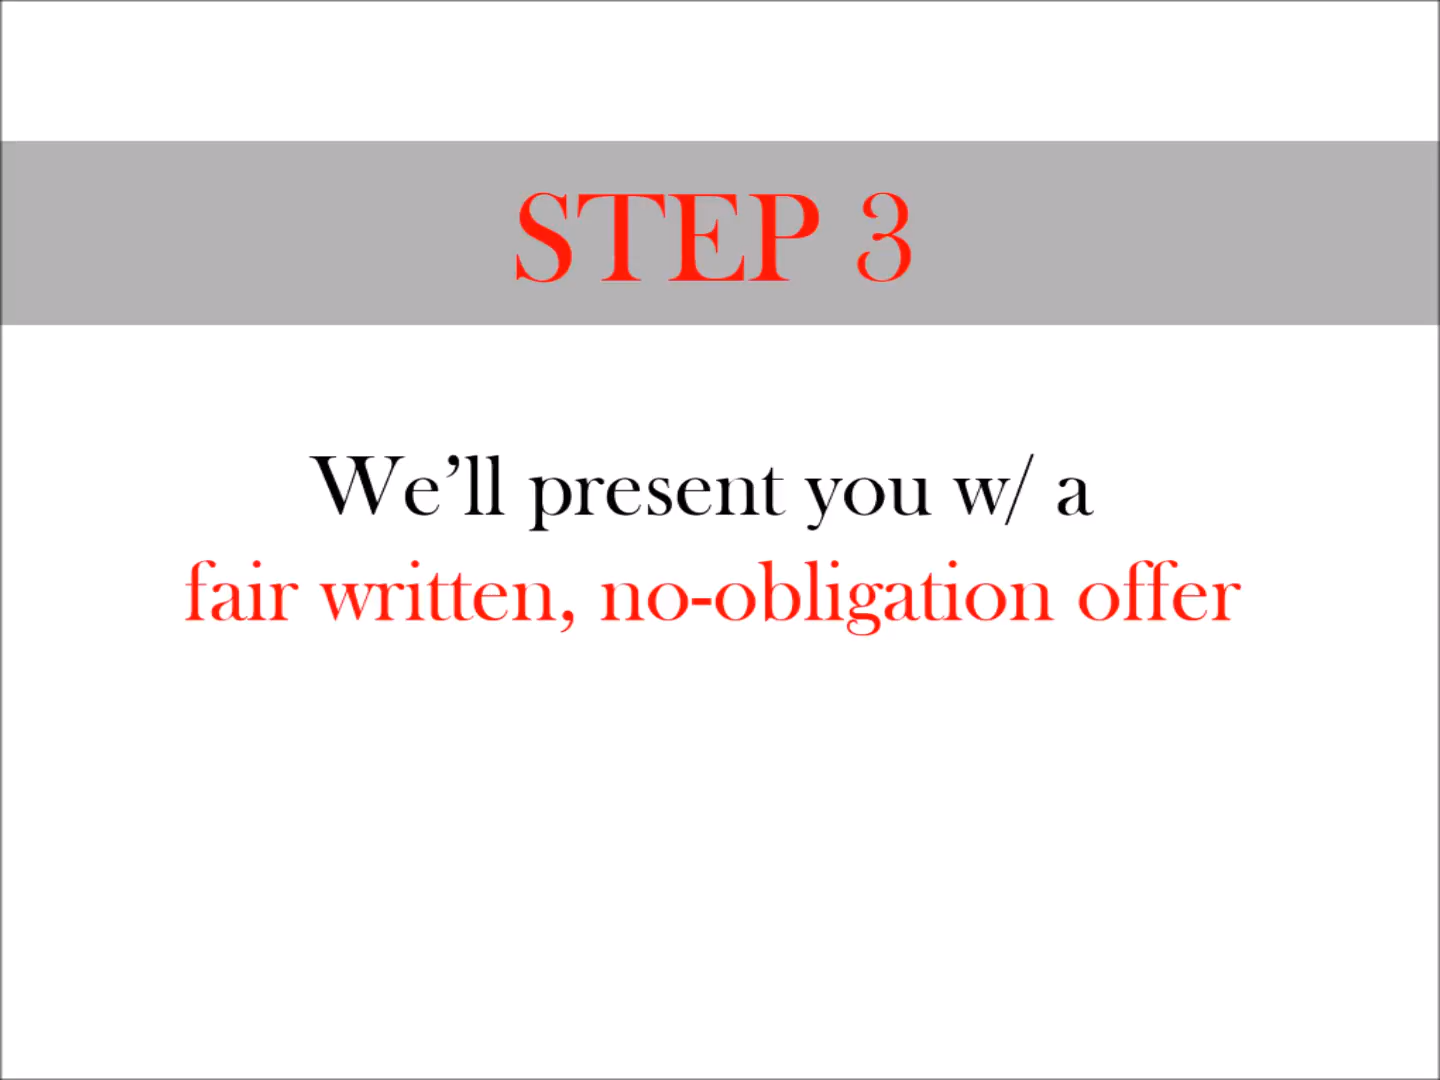 STEP 3
We’ll present you w/ a
fair written, no-obligation offer